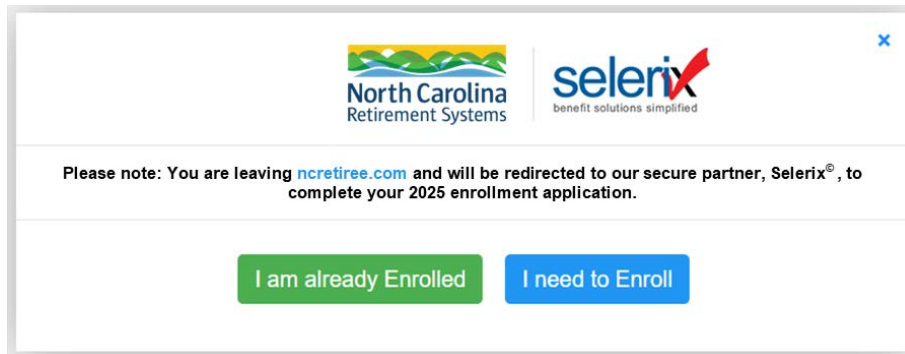 ×
North Carolina
Retirement Systems
selerix
benefit solutions simplified
Please note: You are leaving ncretiree.com and will be redirected to our secure partner, Selerix©, to
complete your 2025 enrollment application.
I am already Enrolled
I need to Enroll